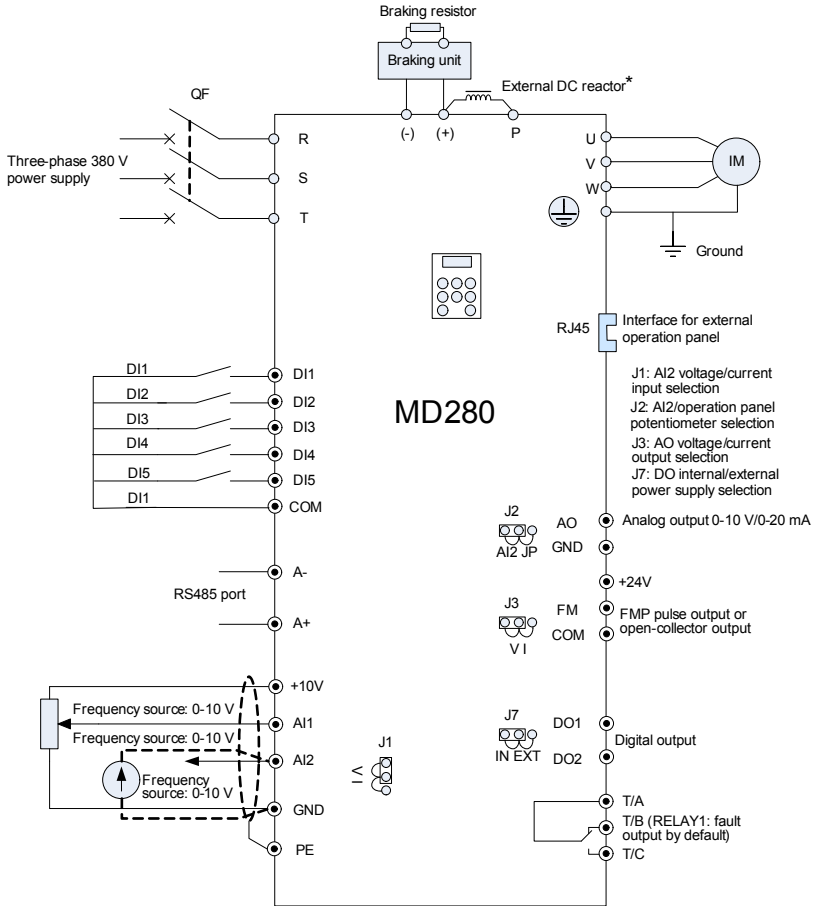 Braking resistor
Braking unit
External DC reactor*
QF
(-)
(+)
P
R
S
T
Three-phase 380 V
power supply
U
V
W
IM
Ground
RJ45
Interface for external
operation panel
J1: AI2 voltage/current
input selection
J2: AI2/operation panel
potentiometer selection
J3: AO voltage/current
output selection
J7: DO internal/external
power supply selection
MD280
DI1
DI1
DI2
DI2
DI3
DI3
DI4
DI4
DI5
DI5
DI1
COM
RS485 port
A-
A+
J2
AI2 JP
AO
GND
Analog output 0-10 V/0-20 mA
+24V
J3
V I
FM
COM
FMP pulse output or
open-collector output
+10V
Frequency source: 0-10 V
AI1
Frequency source: 0-10 V
AI2
Frequency
source: 0-10 V
GND
PE
J1
V I
J7
IN EXT
DO1
DO2
Digital output
T/A
T/B (RELAY1: fault
output by default)
T/C